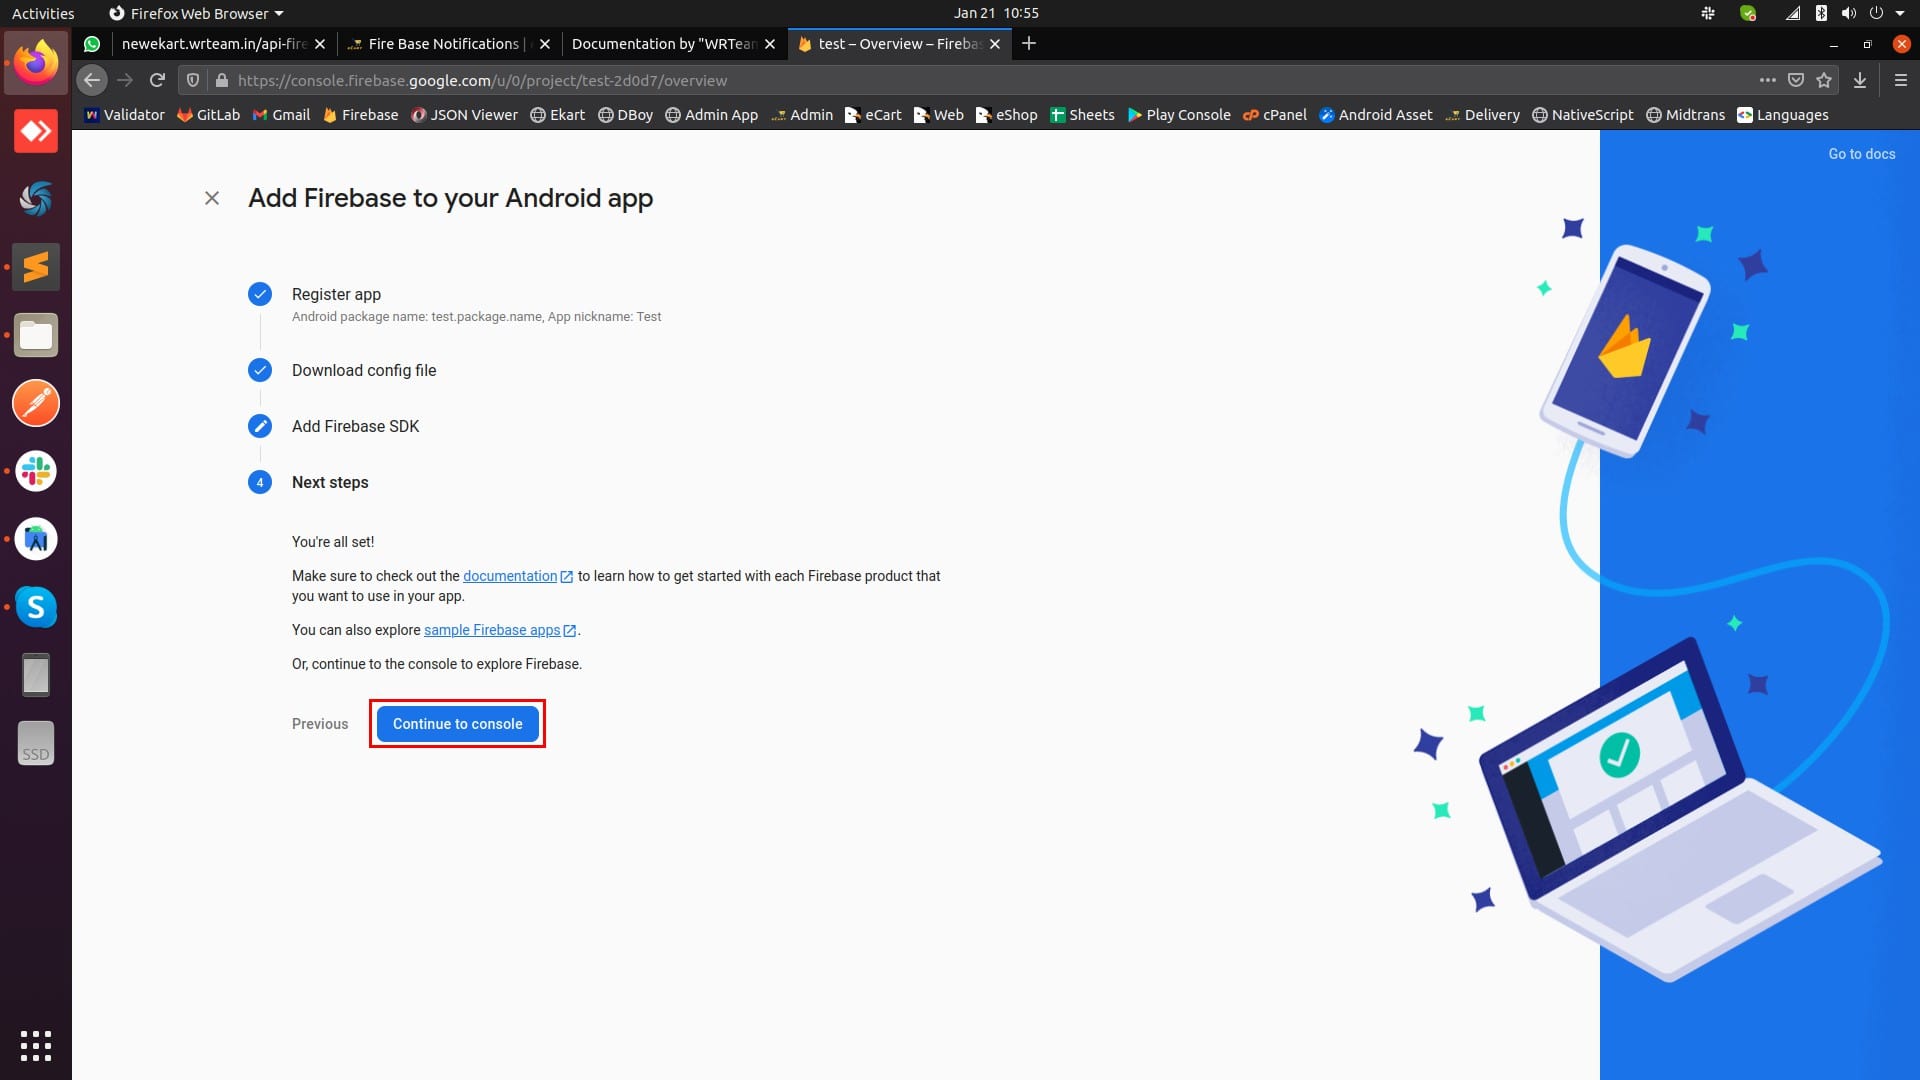 Activities
Firefox Web Browser
Jan 21 10:55
newekart.wrteam.in/api-fire
Fire Base Notifications |
Documentation by "WRTea
test – Overview – Fireba
https://console.firebase.google.com/u/0/project/test-2d0d7/overview
Validator
GitLab
Gmail
Firebase
JSON Viewer
Ekart
DBoy
Admin App
Admin
eCart
Web
eShop
Sheets
Play Console
cPanel
Android Asset
Delivery
NativeScript
Midtrans
Languages
Go to docs
Add Firebase to your Android app
Register app
Android package name: test.package.name, App nickname: Test
Download config file
Add Firebase SDK
4 Next steps
You're all set!
Make sure to check out the documentation to learn how to get started with each Firebase product that
you want to use in your app.
You can also explore sample Firebase apps.
Or, continue to the console to explore Firebase.
Previous
Continue to console
SSD